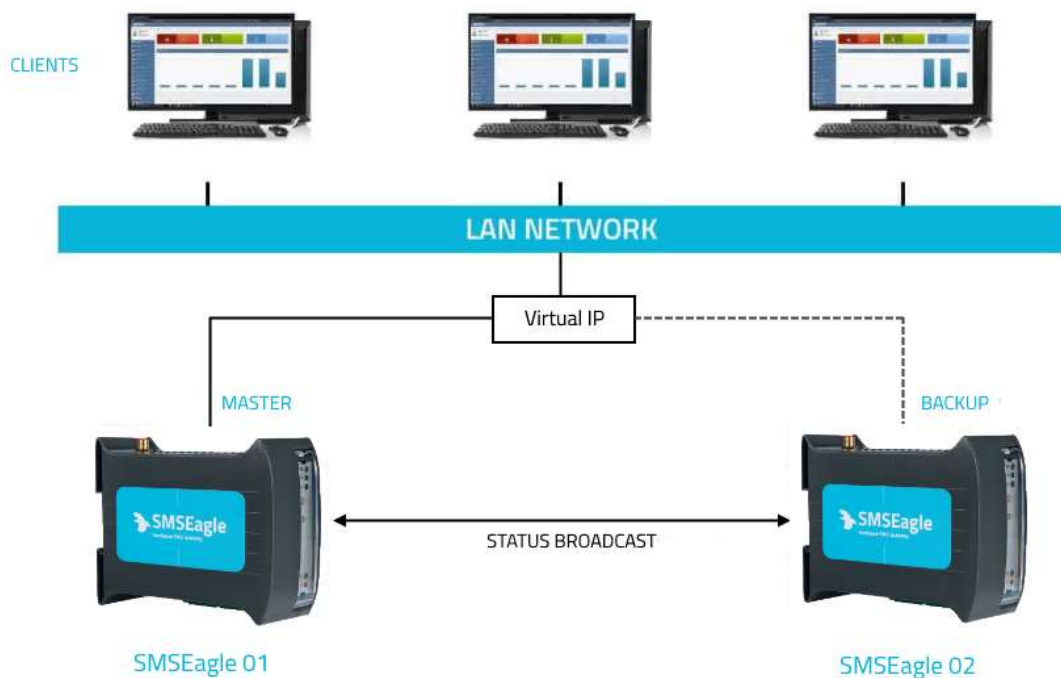 CLIENTS
LAN NETWORK
Virtual IP
MASTER
BACKUP
SMSEagle
SMSEagle
STATUS BROADCAST
SMSEagle 01
SMSEagle 02